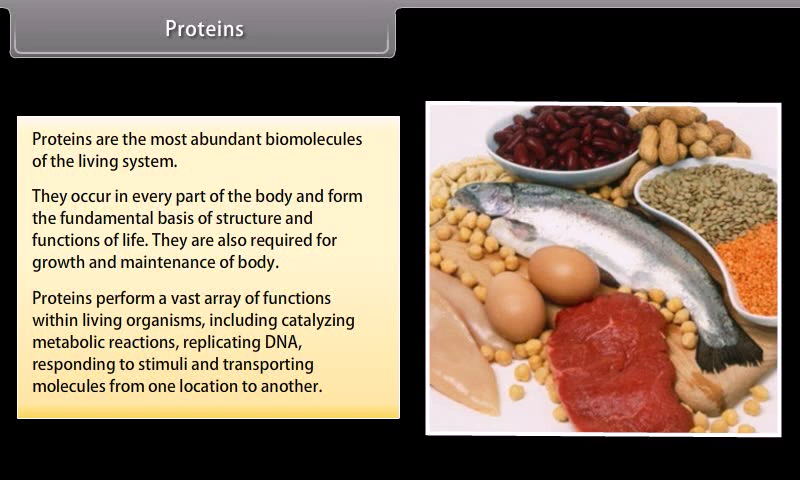 Proteins
Proteins are the most abundant biomolecules
of the living system.
They occur in every part of the body and form
the fundamental basis of structure and
functions of life. They are also required for
growth and maintenance of body.
Proteins perform a vast array of functions
within living organisms, including catalyzing
metabolic reactions, replicating DNA,
responding to stimuli and transporting
molecules from one location to another.